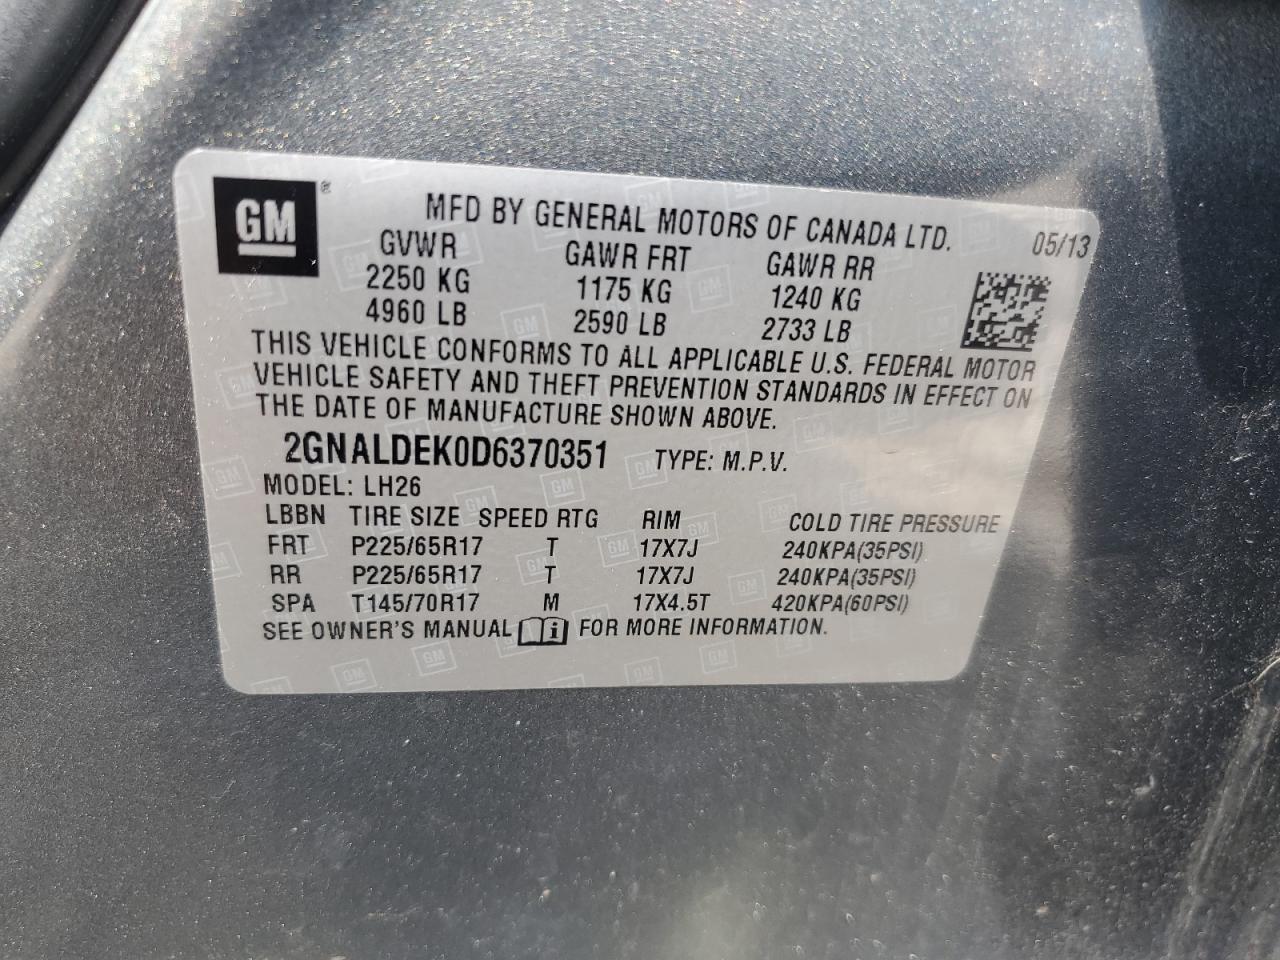 GM ®
MFD BY GENERAL MOTORS OF CANADA LTD. 05/13
GVWR GAWR FRT GAWR RR
2250 KG 1175 KG 1240 KG
4960 LB 2590 LB 2733 LB
THIS VEHICLE CONFORMS TO ALL APPLICABLE U.S. FEDERAL MOTOR
VEHICLE SAFETY AND THEFT PREVENTION STANDARDS IN EFFECT ON
THE DATE OF MANUFACTURE SHOWN ABOVE.
2GNALDEK0D6370351 TYPE: M.P.V.
MODEL: LH26
LBBN TIRE SIZE SPEED RTG RIM COLD TIRE PRESSURE
FRT P225/65R17 T 17X7J 240KPA(35PSI)
RR P225/65R17 T 17X7J 240KPA(35PSI)
SPA T145/70R17 M 17X4.5T 420KPA(60PSI)
SEE OWNER'S MANUAL i FOR MORE INFORMATION.